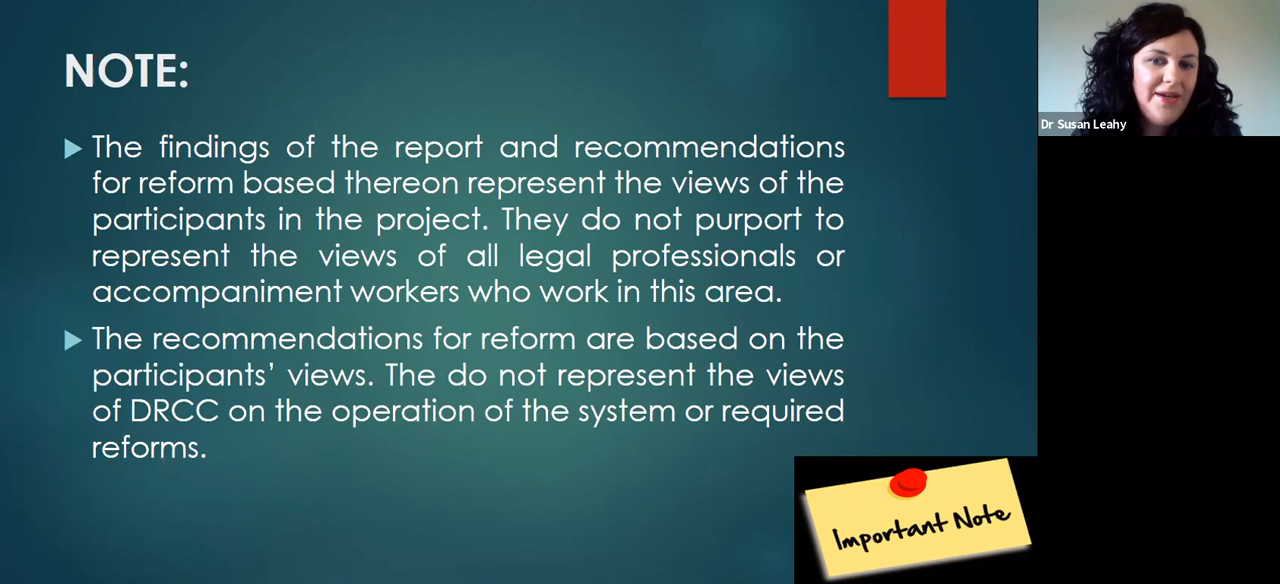 NOTE:
The findings of the report and recommendations
for reform based thereon represent the views of the
participants in the project. They do not purport to
represent the views of all legal professionals or
accompaniment workers who work in this area.
The recommendations for reform are based on the
participants’ views. The do not represent the views
of DRCC on the operation of the system or required
reforms.
Dr Susan Leahy
Important Note